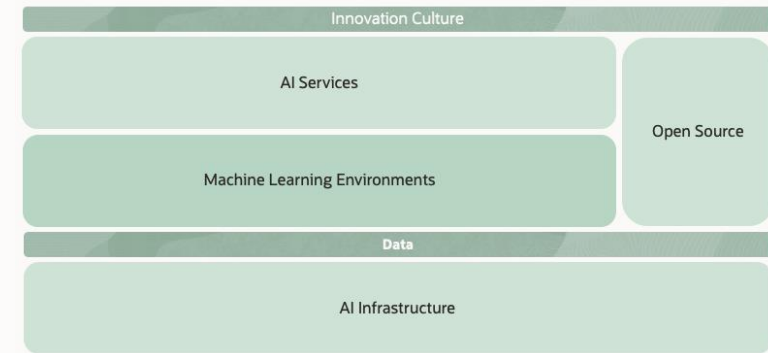 Innovation Culture
AI Services
Open Source
Machine Learning Environments
Data
AI Infrastructure